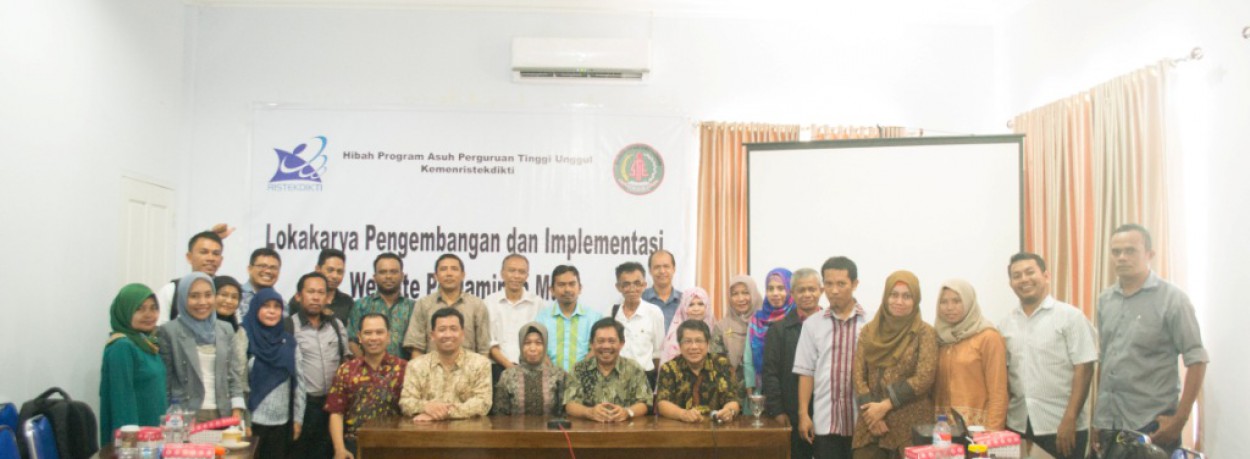 Hibah Program Asuh Perguruan Tinggi Unggul
Kemenristekdikti
RISTEKDIKTI
Lokakarya Pengembangan dan Implementasi